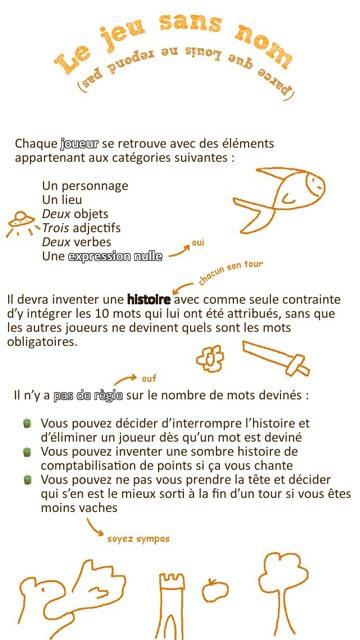 Le jeu sans nom
(parce que Louis ne répond pas)
Chaque joueur se retrouve avec des éléments
appartenant aux catégories suivantes :
Un personnage
Un lieu
Deux objets
Trois adjectifs
Deux verbes
Une expression nulle
oui
chacun son tour
Il devra inventer une histoire avec comme seule contrainte
d'y intégrer les 10 mots qui lui ont été attribués, sans que
les autres joueurs ne devinent quels sont les mots
obligatoires.
ouf
Il n'y a pas de règle sur le nombre de mots devinés :
Vous pouvez décider d'interrompre l'histoire et
d'éliminer un joueur dès qu'un mot est deviné
Vous pouvez inventer une sombre histoire de
comptabilisation de points si ça vous chante
Vous pouvez ne pas vous prendre la tête et décider
qui s'en est le mieux sorti à la fin d'un tour si vous êtes
moins vaches
soyez sympas